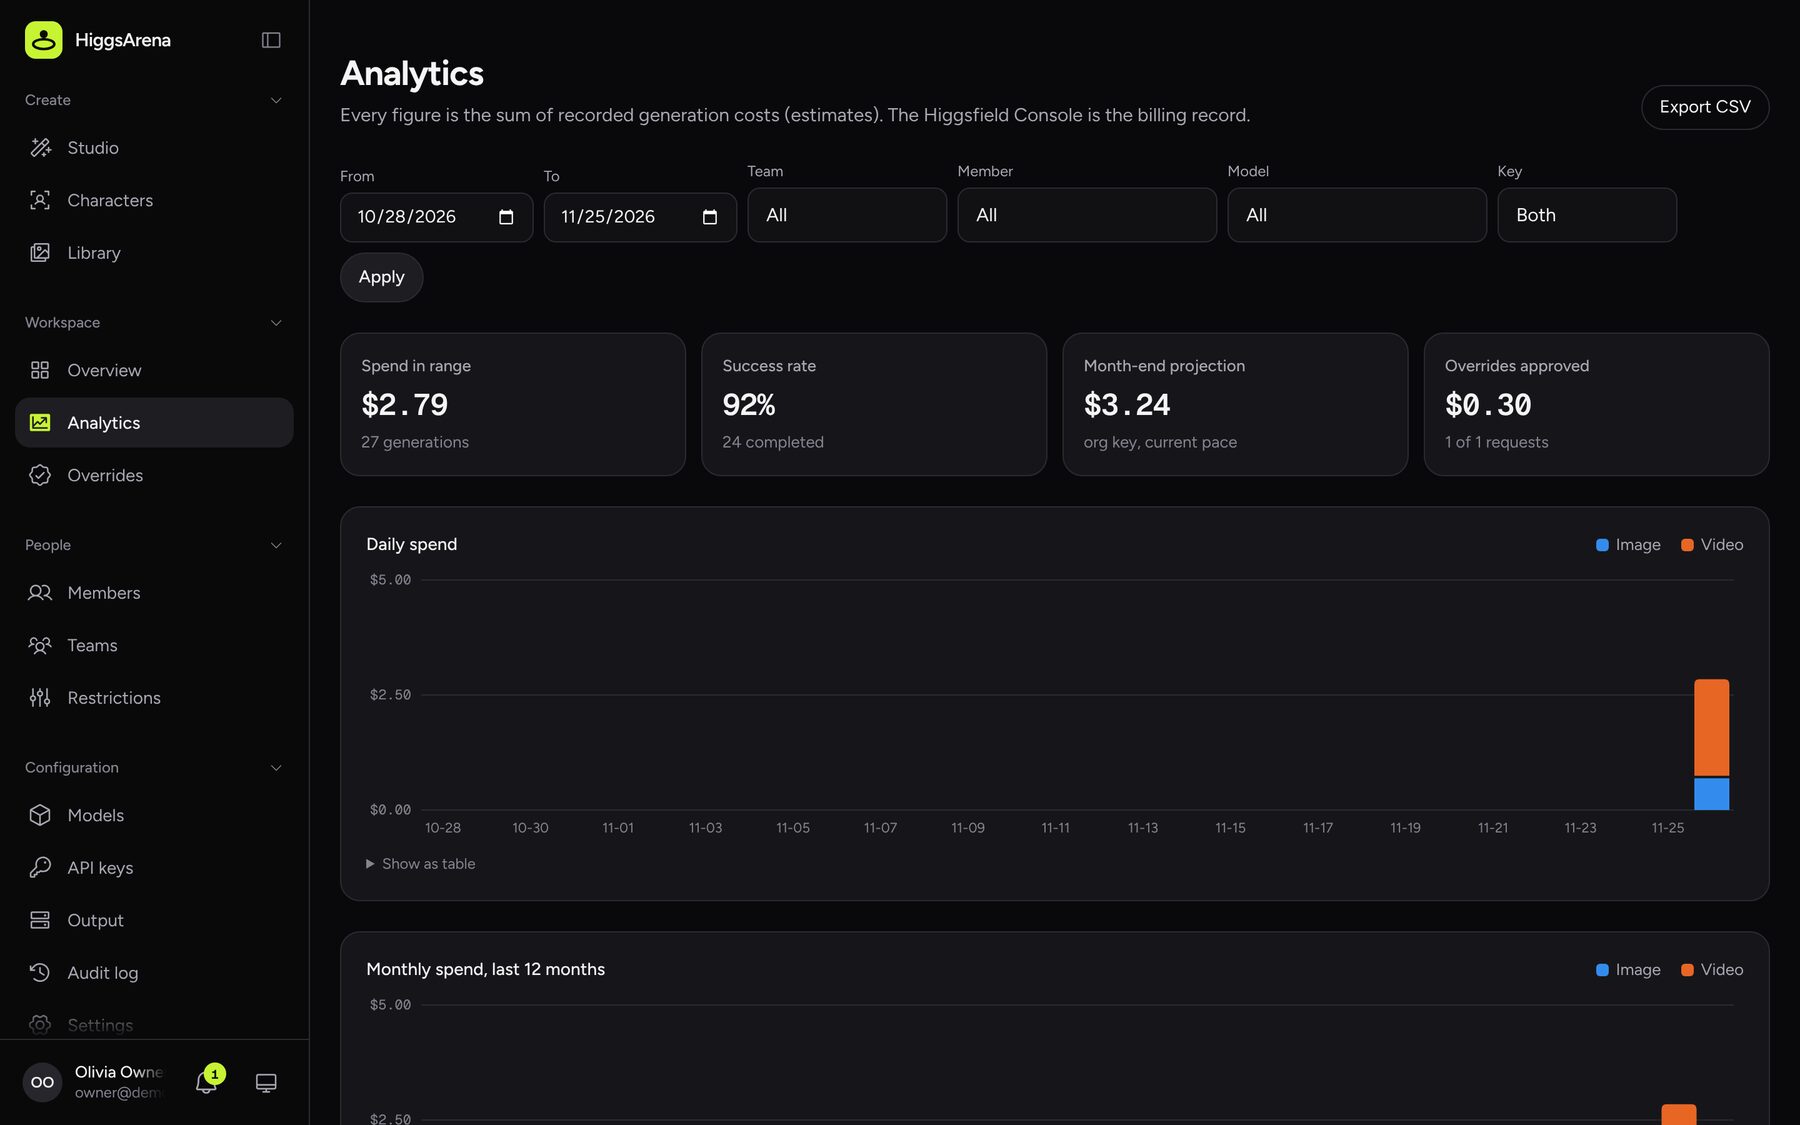 HiggsArena
Create
Studio
Characters
Library
Workspace
Overview
Analytics
Overrides
People
Members
Teams
Restrictions
Configuration
Models
API keys
Output
Audit log
Settings
OO
Olivia Owne
owner@dem
1
Analytics
Every figure is the sum of recorded generation costs (estimates). The Higgsfield Console is the billing record.
Export CSV
From
To
Team
Member
Model
Key
10/28/2026
11/25/2026
All
All
All
Both
Apply
Spend in range
$2.79
27 generations
Success rate
92%
24 completed
Month-end projection
$3.24
org key, current pace
Overrides approved
$0.30
1 of 1 requests
Daily spend
Image
Video
$5.00
$2.50
$0.00
10-28
10-30
11-01
11-03
11-05
11-07
11-09
11-11
11-13
11-15
11-17
11-19
11-21
11-23
11-25
Show as table
Monthly spend, last 12 months
Image
Video
$5.00
$2.50